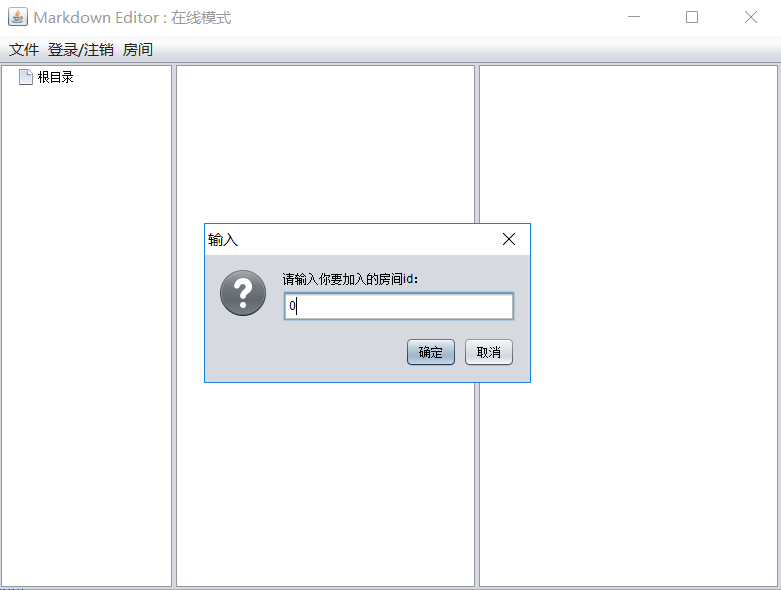 Markdown Editor : 在线模式
文件 登录/注销 房间
根目录
输入
请输入你要加入的房间id:
0
确定 取消